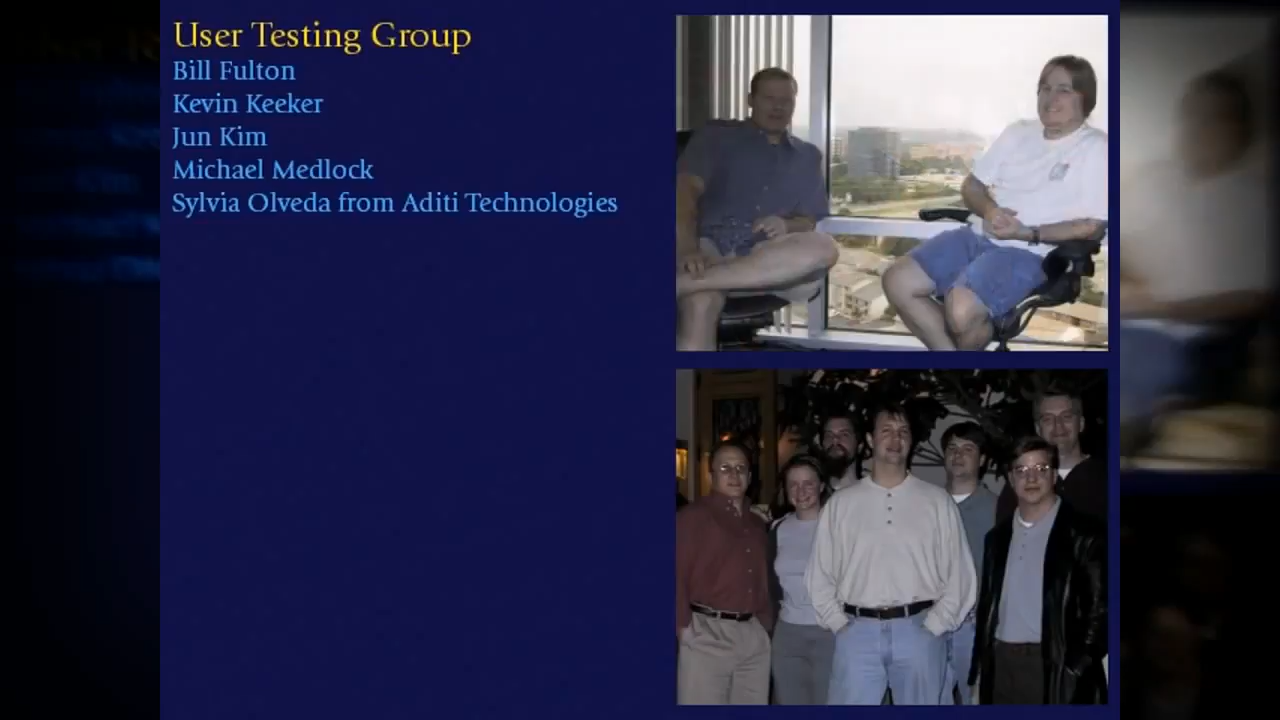 User Testing Group
Bill Fulton
Kevin Keeker
Jun Kim
Michael Medlock
Sylvia Olveda from Aditi Technologies